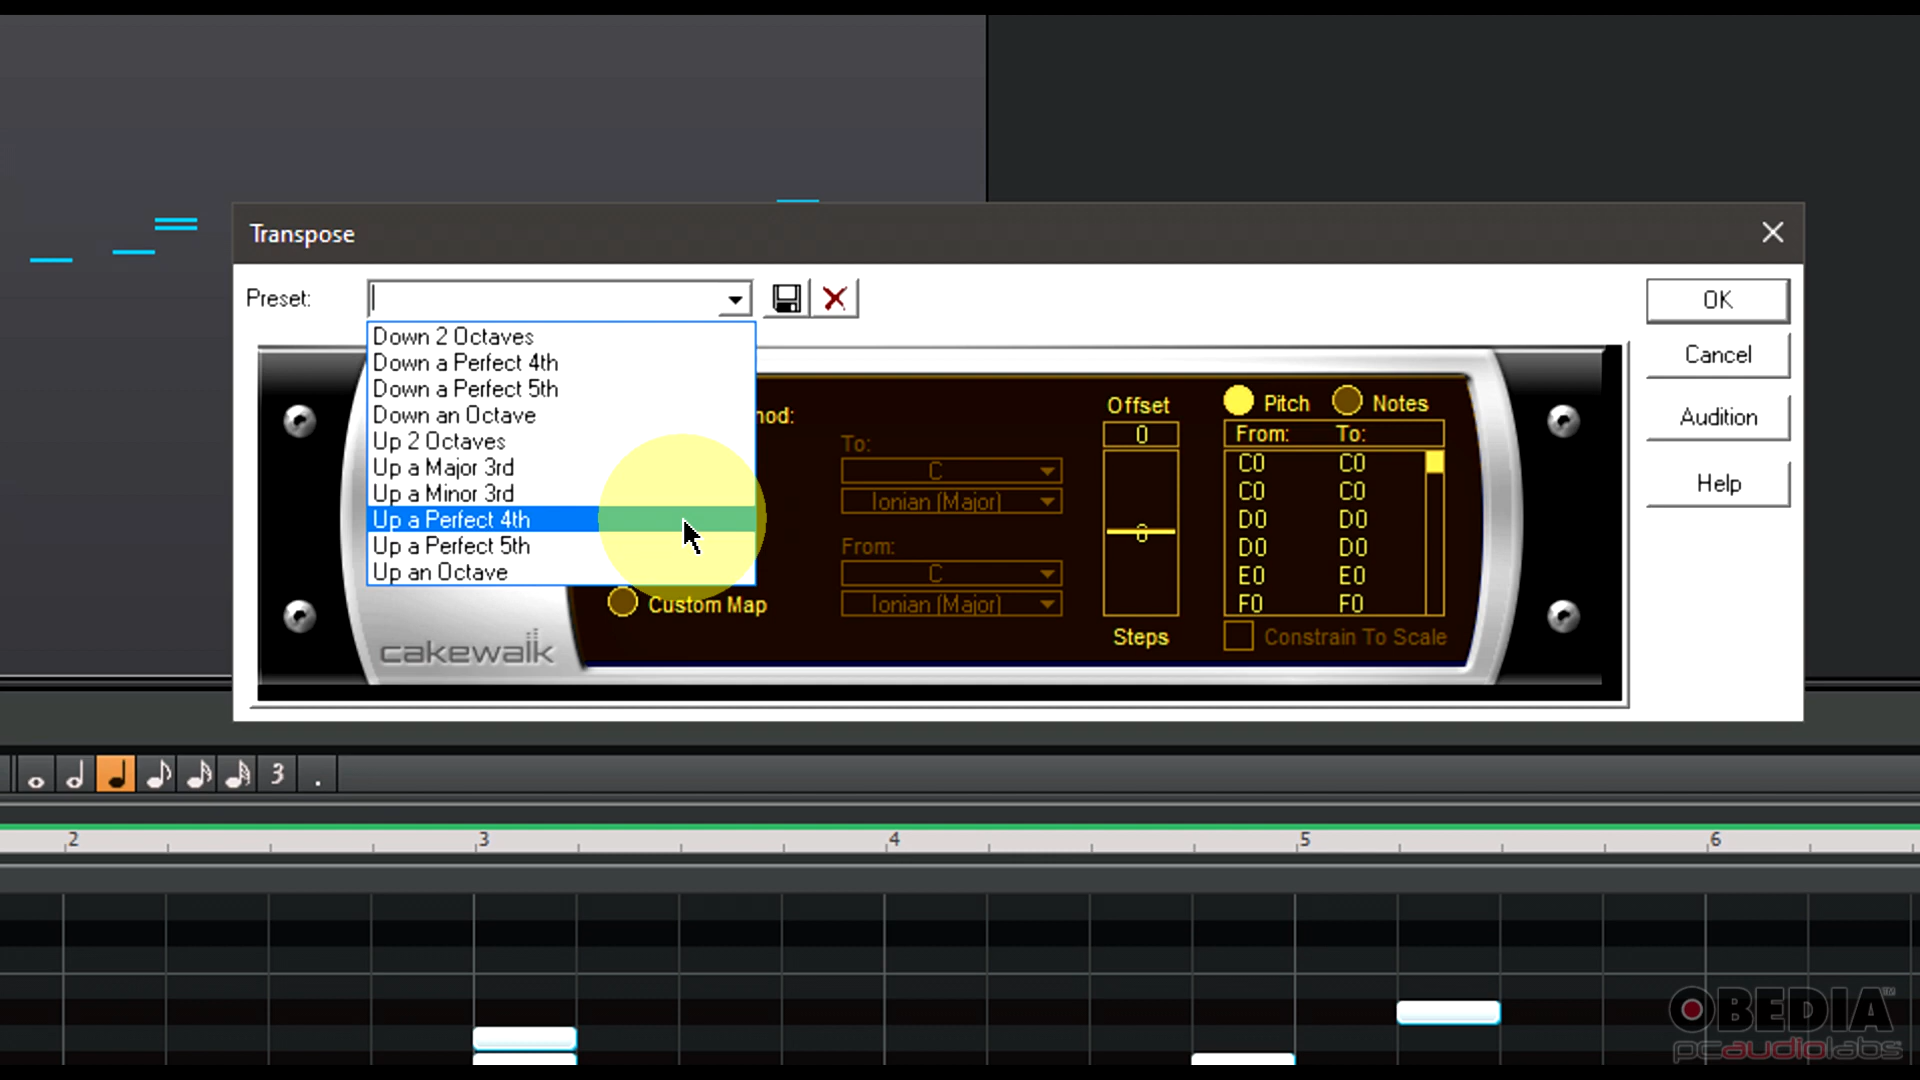 Transpose
Preset:
OK
Down 2 Octaves
Down a Perfect 4th
Down a Perfect 5th
Down an Octave
Up 2 Octaves
Up a Major 3rd
Up a Minor 3rd
Up a Perfect 4th
Up a Perfect 5th
Up an Octave
Cancel
Audition
Help
To:
C
Ionian (Major)
From:
C
Ionian (Major)
Custom Map
cakewalk
Offset
0
0
Steps
Pitch Notes
From: To:
C0 C0
C0 C0
D0 D0
D0 D0
E0 E0
F0 F0
Constrain To Scale
3 .
2 3 4 5 6
OBEDIA™
pcaudiolabs